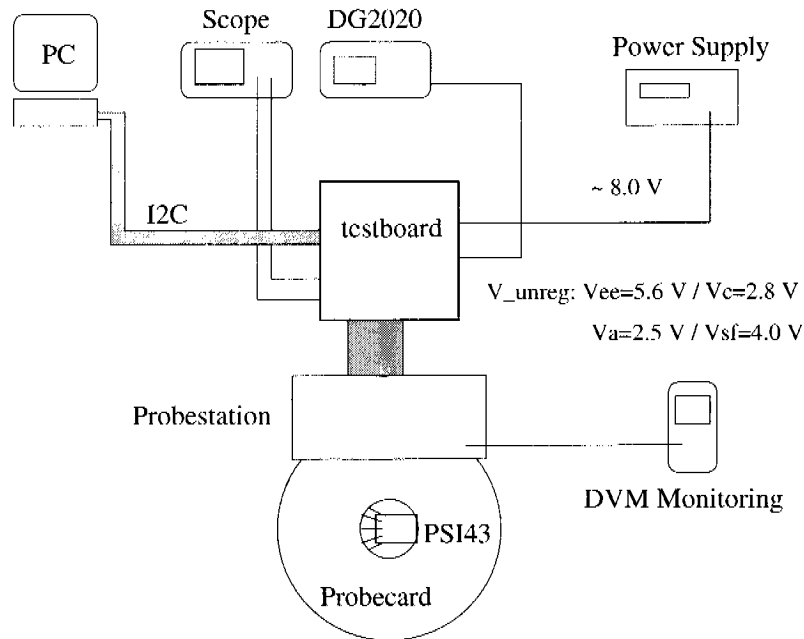 Scope
DG2020
PC
Power Supply
~ 8.0 V
I2C
testboard
V_unreg: Vee=5.6 V / Vc=2.8 V
Va=2.5 V / Vsf=4.0 V
Probestation
DVM Monitoring
PSI43
Probecard